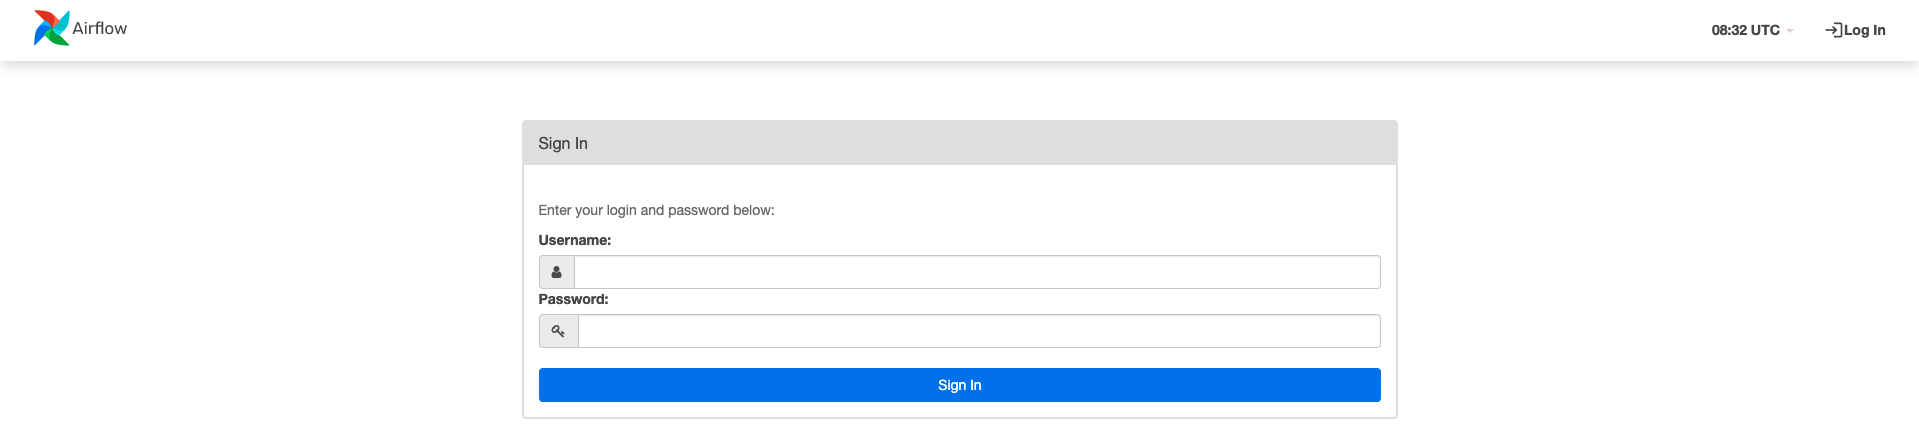 Airflow
08:32 UTC
Log In
Sign In
Enter your login and password below:
Username:
Password:
Sign In